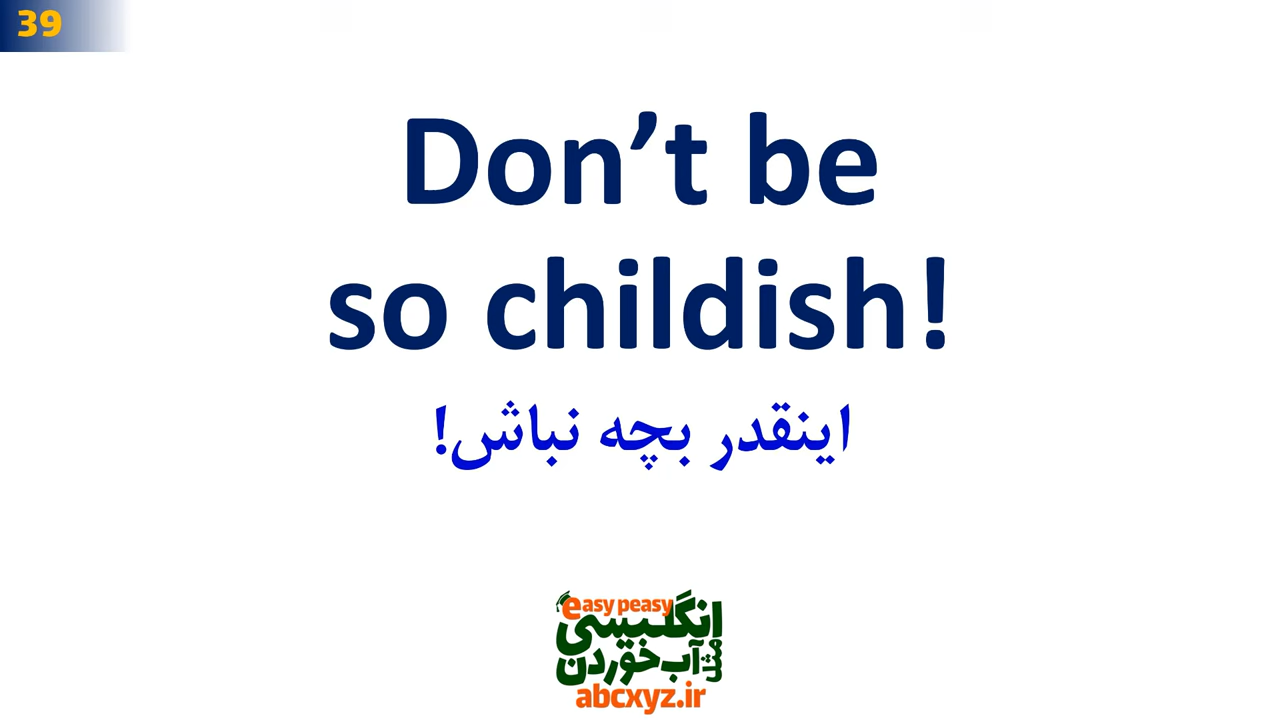 39
Don’t be
so childish!
اینقدر بچه نباش!
easy peasy
انگلیسی
مثل آب خوردن
abcxyz.ir